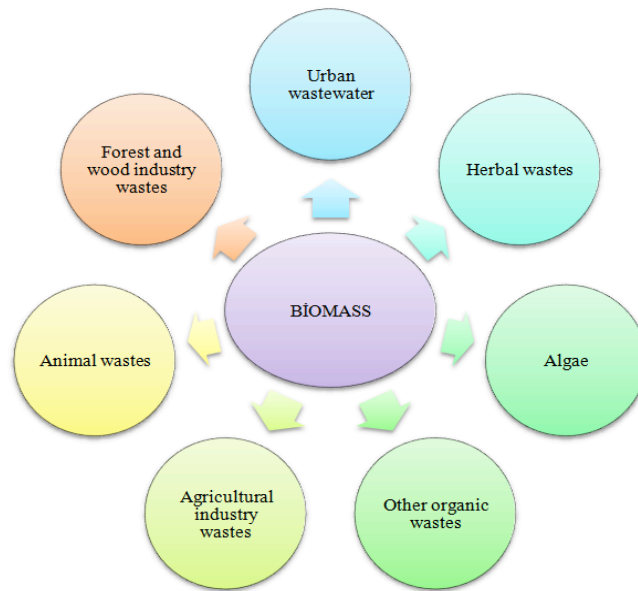 Urban
wastewater
Forest and
wood industry
wastes
Herbal wastes
BİOMASS
Animal wastes
Algae
Agricultural
industry
wastes
Other organic
wastes